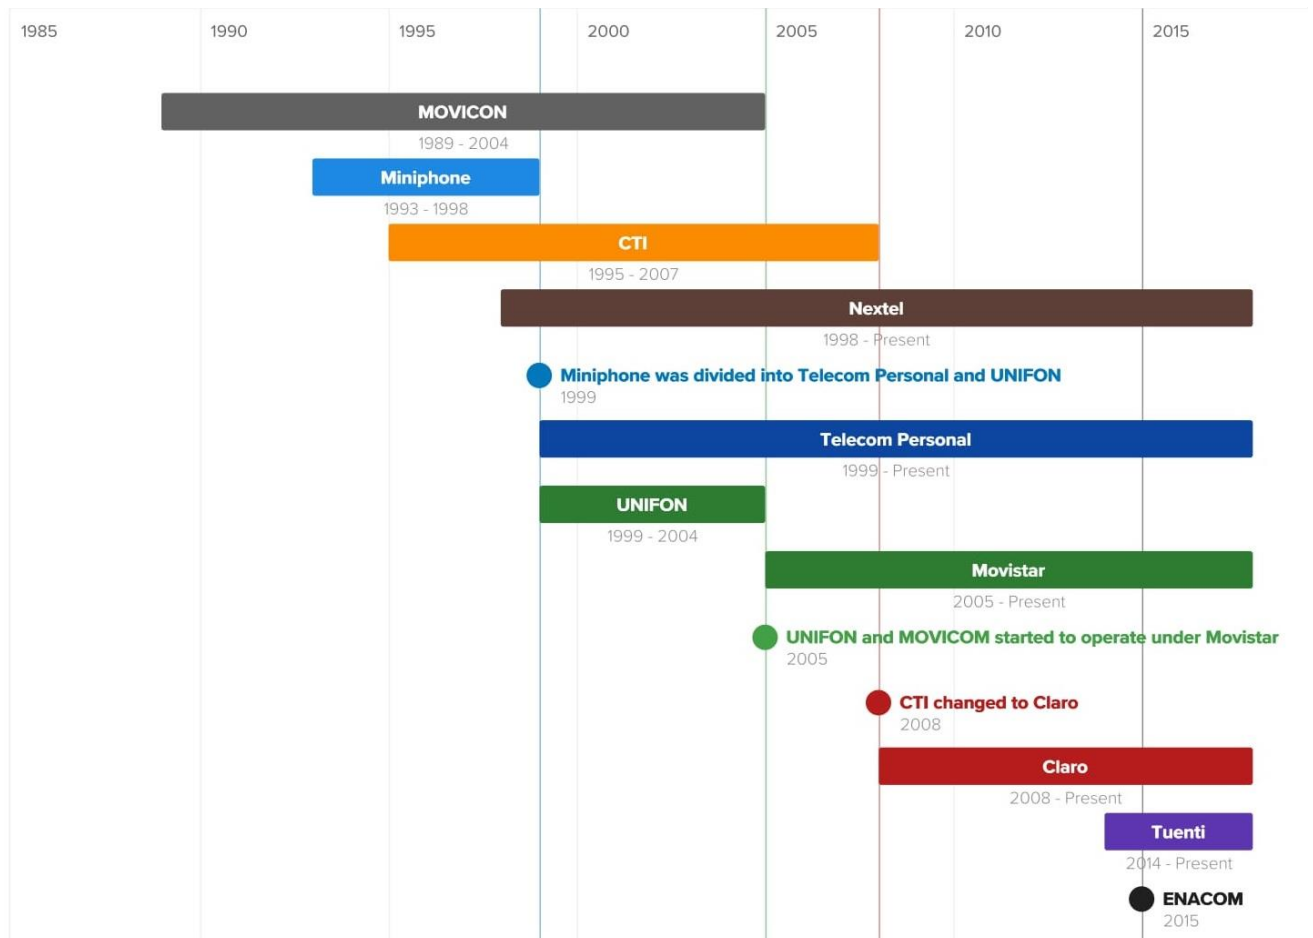 1985 1990 1995 2000 2005 2010 2015
MOVICON
1989 - 2004
Miniphone
1993 - 1998
CTI
1995 - 2007
Nextel
1998 - Present
Miniphone was divided into Telecom Personal and UNIFON
1999
Telecom Personal
1999 - Present
UNIFON
1999 - 2004
Movistar
2005 - Present
UNIFON and MOVICOM started to operate under Movistar
2005
CTI changed to Claro
2008
Claro
2008 - Present
Tuenti
2014 - Present
ENACOM
2015